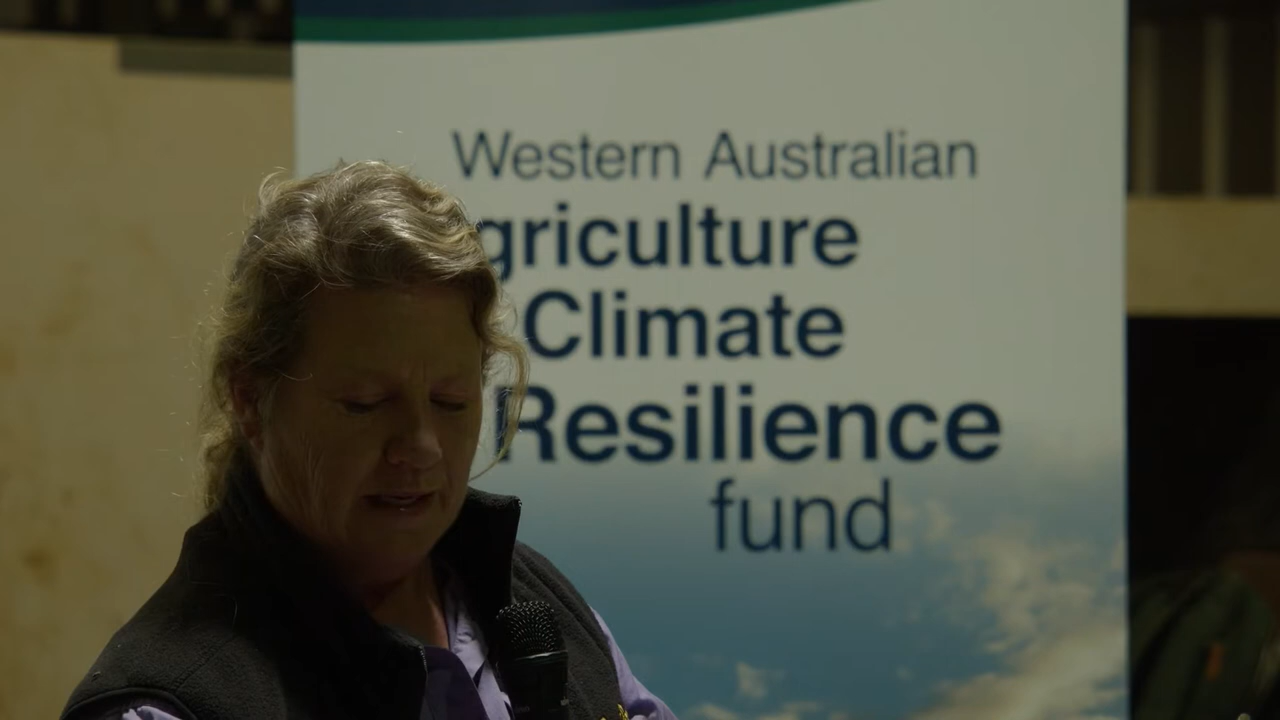 Western Australian
griculture
Climate
Resilience
fund